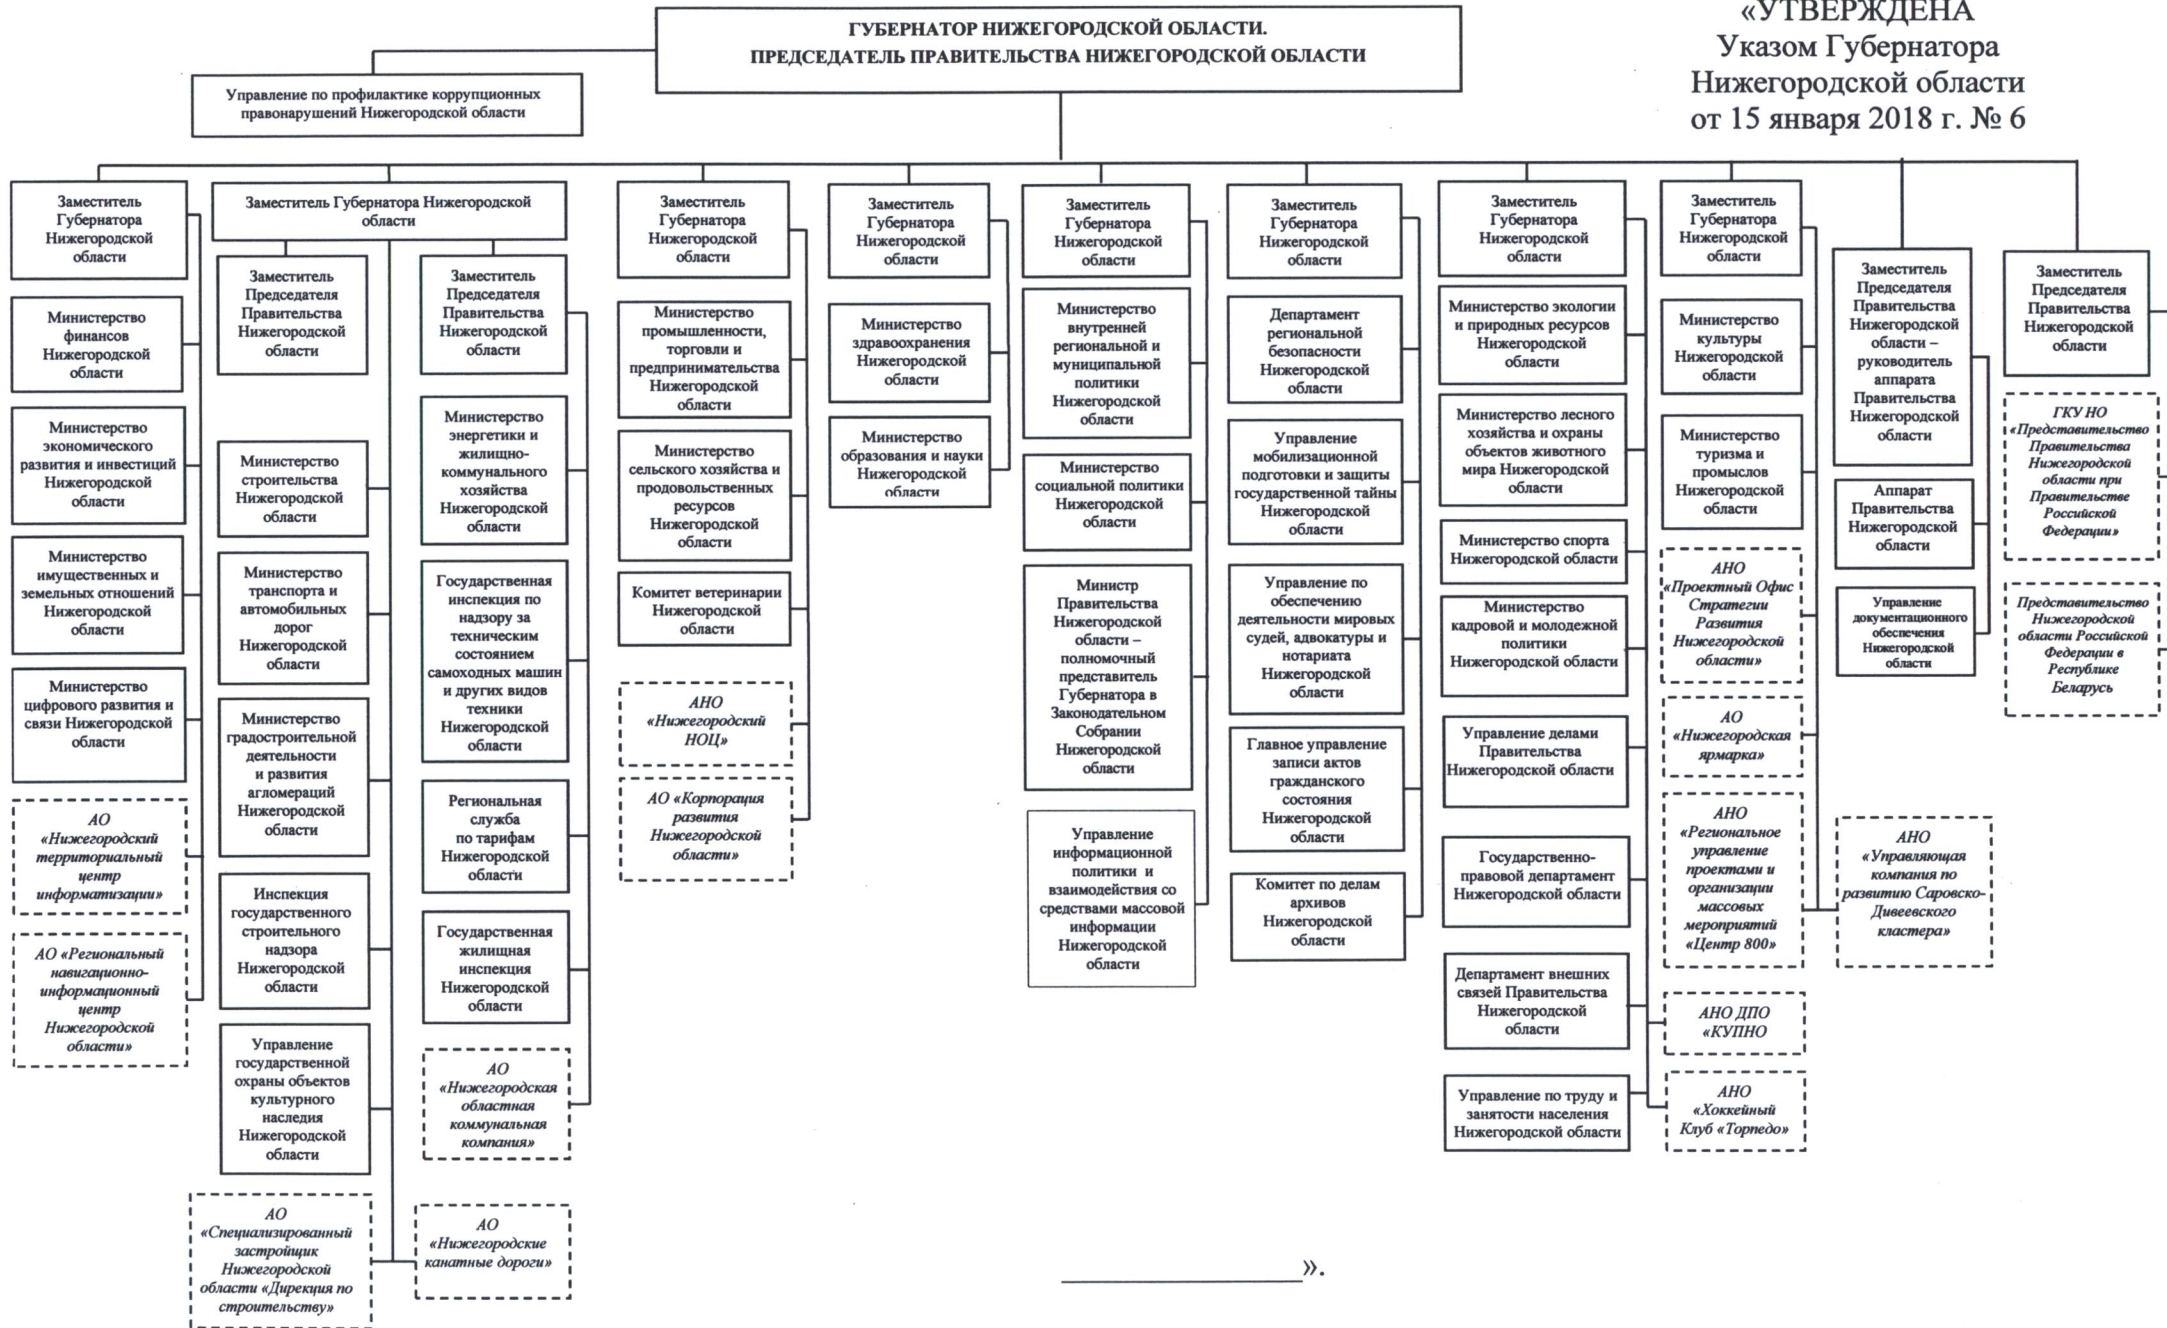 ГУБЕРНАТОР НИЖЕГОРОДСКОЙ ОБЛАСТИ.
ПРЕДСЕДАТЕЛЬ ПРАВИТЕЛЬСТВА НИЖЕГОРОДСКОЙ ОБЛАСТИ
«УТВЕРЖДЕНА
Указом Губернатора
Нижегородской области
от 15 января 2018 г. № 6
Управление по профилактике коррупционных
правонарушений Нижегородской области
Заместитель
Губернатора
Нижегородской
области
Министерство
финансов
Нижегородской
области
Министерство
экономического
развития и инвестиций
Нижегородской
области
Министерство
имущественных и
земельных отношений
Нижегородской
области
Министерство
цифрового развития и
связи Нижегородской
области
АО
«Нижегородский
территориальный
центр
информатизации»
АО «Региональный
навигационно-
информационный
центр
Нижегородской
области»
Заместитель Губернатора Нижегородской
области
Заместитель
Председателя
Правительства
Нижегородской
области
Министерство
строительства
Нижегородской
области
Министерство
транспорта и
автомобильных
дорог
Нижегородской
области
Министерство
градостроительной
деятельности
и развития
агломераций
Нижегородской
области
Инспекция
государственного
строительного
надзора
Нижегородской
области
Управление
государственной
охраны объектов
культурного
наследия
Нижегородской
области
АО
«Специализированный
застройщик
Нижегородской
области «Дирекция по
строительству»
Заместитель
Председателя
Правительства
Нижегородской
области
Министерство
энергетики и
жилищно-
коммунального
хозяйства
Нижегородской
области
Государственная
инспекция по
надзору за
техническим
состоянием
самоходных машин
и других видов
техники
Нижегородской
области
Региональная
служба
по тарифам
Нижегородской
области
Государственная
жилищная
инспекция
Нижегородской
области
АО
«Нижегородская
областная
коммунальная
компания»
АО
«Нижегородские
канатные дороги»
Заместитель
Губернатора
Нижегородской
области
Министерство
промышленности,
торговли и
предпринимательства
Нижегородской
области
Министерство
сельского хозяйства и
продовольственных
ресурсов
Нижегородской
области
Комитет ветеринарии
Нижегородской
области
АНО
«Нижегородский
НОЦ»
АО «Корпорация
развития
Нижегородской
области»
Заместитель
Губернатора
Нижегородской
области
Министерство
здравоохранения
Нижегородской
области
Министерство
образования и науки
Нижегородской
области
Заместитель
Губернатора
Нижегородской
области
Министерство
внутренней
региональной и
муниципальной
политики
Нижегородской
области
Министерство
социальной политики
Нижегородской
области
Министр
Правительства
Нижегородской
области –
полномочный
представитель
Губернатора в
Законодательном
Собрании
Нижегородской
области
Управление
информационной
политики и
взаимодействия со
средствами массовой
информации
Нижегородской
области
Заместитель
Губернатора
Нижегородской
области
Департамент
региональной
безопасности
Нижегородской
области
Управление
мобилизационной
подготовки и защиты
государственной тайны
Нижегородской
области
Управление по
обеспечению
деятельности мировых
судей, адвокатуры и
нотариата
Нижегородской
области
Главное управление
записи актов
гражданского
состояния
Нижегородской
области
Комитет по делам
архивов
Нижегородской
области
Заместитель
Губернатора
Нижегородской
области
Министерство экологии
и природных ресурсов
Нижегородской
области
Министерство лесного
хозяйства и охраны
объектов животного
мира Нижегородской
области
Министерство спорта
Нижегородской области
Министерство
кадровой и молодежной
политики
Нижегородской области
Управление делами
Правительства
Нижегородской области
Государственно-
правовой департамент
Нижегородской области
Департамент внешних
связей Правительства
Нижегородской
области
Управление по труду и
занятости населения
Нижегородской области
Заместитель
Губернатора
Нижегородской
области
Министерство
культуры
Нижегородской
области
Министерство
туризма и
промыслов
Нижегородской
области
АНО
«Проектный Офис
Стратегии
Развития
Нижегородской
области»
АО
«Нижегородская
ярмарка»
АНО
«Региональное
управление
проектами и
организации
массовых
мероприятий
«Центр 800»
АНО ДПО
«КУПНО
АНО
«Хоккейный
Клуб «Торпедо»
Заместитель
Председателя
Правительства
Нижегородской
области –
руководитель
аппарата
Правительства
Нижегородской
области
Аппарат
Правительства
Нижегородской
области
Управление
документационного
обеспечения
Нижегородской
области
АНО
«Управляющая
компания по
развитию Саровско-
Дивеевского
кластера»
Заместитель
Председателя
Правительства
Нижегородской
области
ГКУ НО
«Представительство
Правительства
Нижегородской
области при
Правительстве
Российской
Федерации»
Представительство
Нижегородской
области Российской
Федерации в
Республике
Беларусь
».